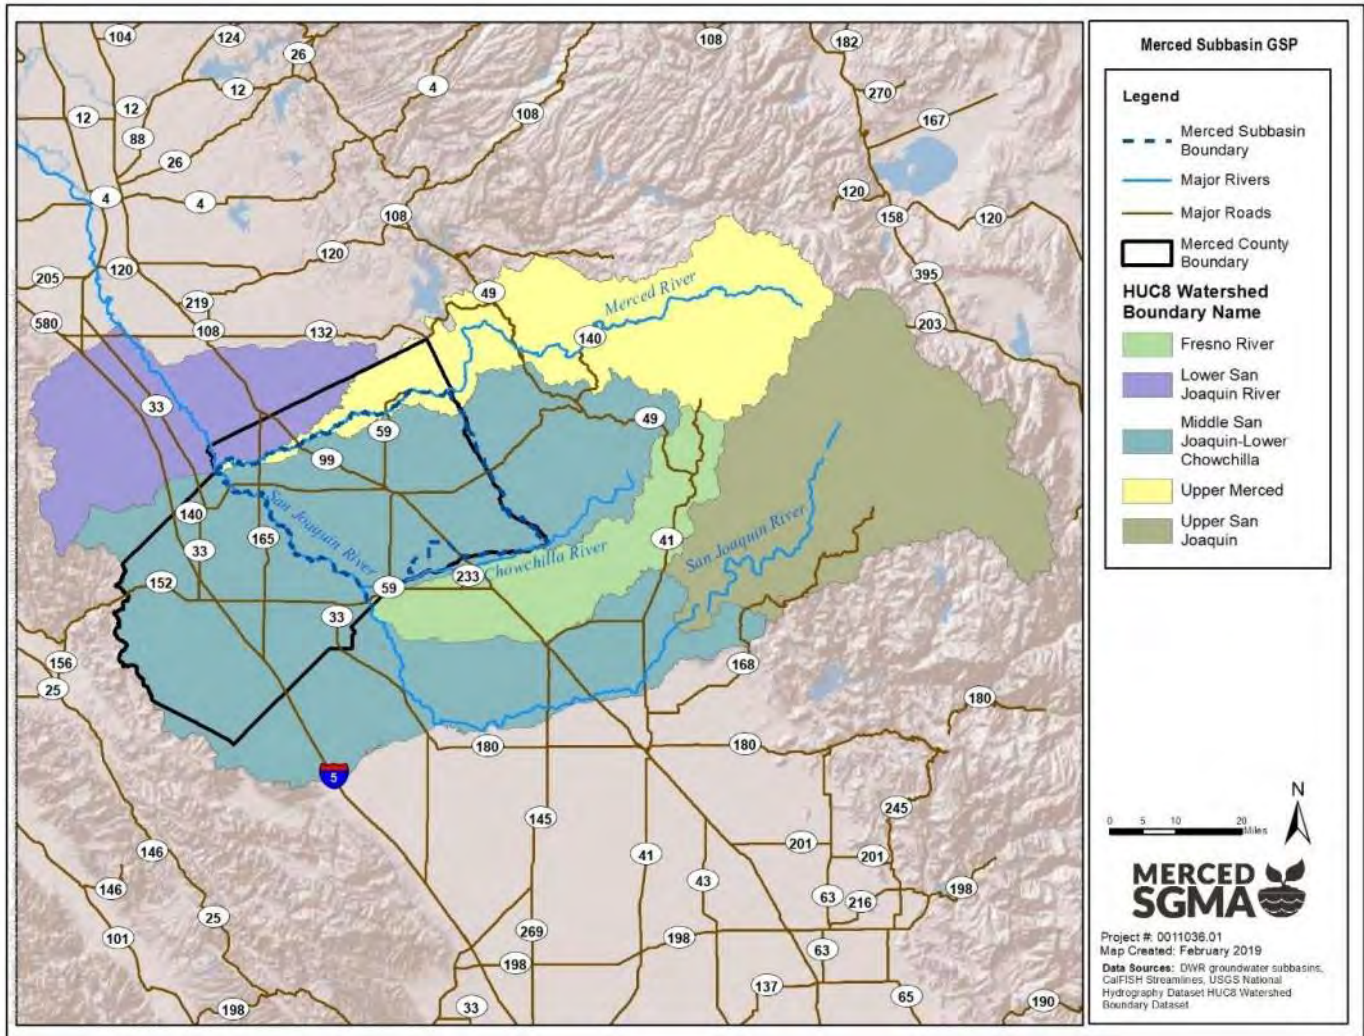 104
124
26
108
182
12
4
270
12
12
108
167
88
26
4
4
120
158
120
108
120
395
205
120
49
219
203
580
108
132
140
Merced River
33
59
49
99
140
165
San Joaquin River
41
San Joaquin River
33
152
59
233
Chowchilla River
33
156
25
168
180
180
180
5
145
245
146
41
201
201
43
146
198
63
216
25
101
269
198
198
63
137
65
33
198
190
Merced Subbasin GSP
Legend
Merced Subbasin
Boundary
Major Rivers
Major Roads
Merced County
Boundary
HUC8 Watershed
Boundary Name
Fresno River
Lower San
Joaquin River
Middle San
Joaquin-Lower
Chowchilla
Upper Merced
Upper San
Joaquin
N
0 5 10 20
Miles
MERCED
SGMA
Project #: 0011036.01
Map Created: February 2019
Data Sources: DWR groundwater subbasins,
CalFISH Streamlines, USGS National
Hydrography Dataset HUC8 Watershed
Boundary Dataset